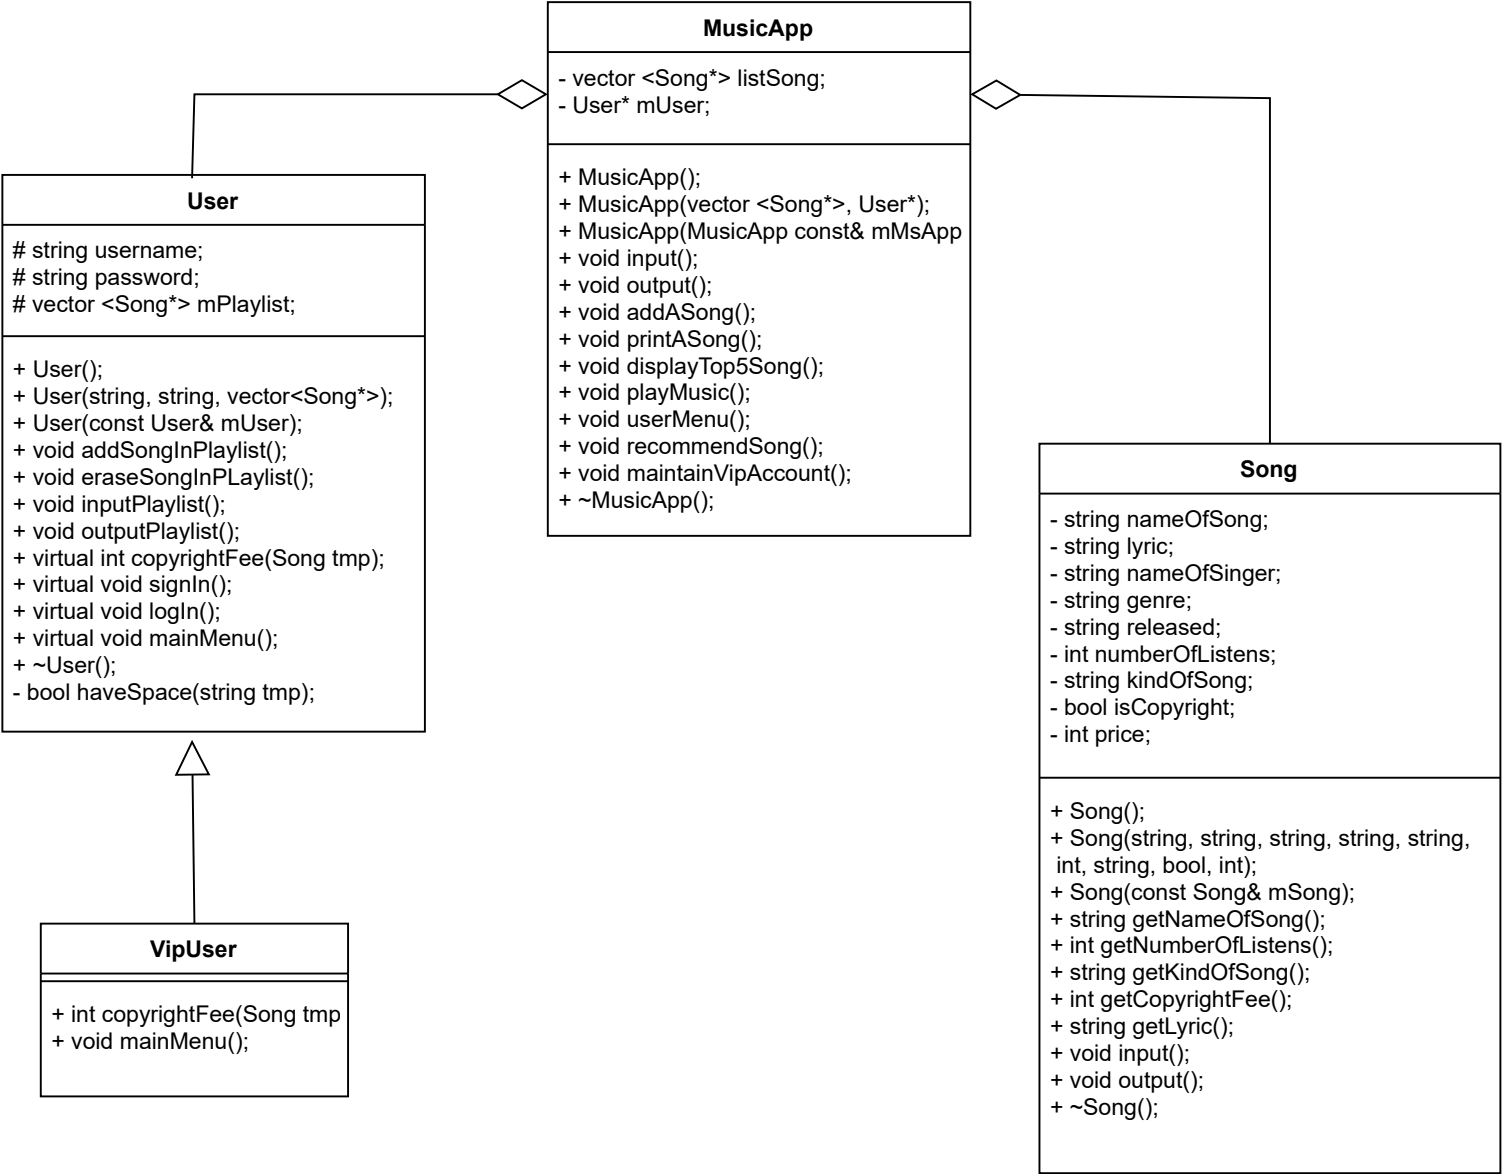 MusicApp
- vector <Song*> listSong;
- User* mUser;
+ MusicApp();
+ MusicApp(vector <Song*>, User*);
+ MusicApp(MusicApp const& mMsApp
+ void input();
+ void output();
+ void addASong();
+ void printASong();
+ void displayTop5Song();
+ void playMusic();
+ void userMenu();
+ void recommendSong();
+ void maintainVipAccount();
+ ~MusicApp();
User
# string username;
# string password;
# vector <Song*> mPlaylist;
+ User();
+ User(string, string, vector<Song*>);
+ User(const User& mUser);
+ void addSongInPlaylist();
+ void eraseSongInPLaylist();
+ void inputPlaylist();
+ void outputPlaylist();
+ virtual int copyrightFee(Song tmp);
+ virtual void signIn();
+ virtual void logIn();
+ virtual void mainMenu();
+ ~User();
- bool haveSpace(string tmp);
Song
- string nameOfSong;
- string lyric;
- string nameOfSinger;
- string genre;
- string released;
- int numberOfListens;
- string kindOfSong;
- bool isCopyright;
- int price;
+ Song();
+ Song(string, string, string, string, string,
int, string, bool, int);
+ Song(const Song& mSong);
+ string getNameOfSong();
+ int getNumberOfListens();
+ string getKindOfSong();
+ int getCopyrightFee();
+ string getLyric();
+ void input();
+ void output();
+ ~Song();
VipUser
+ int copyrightFee(Song tmp
+ void mainMenu();